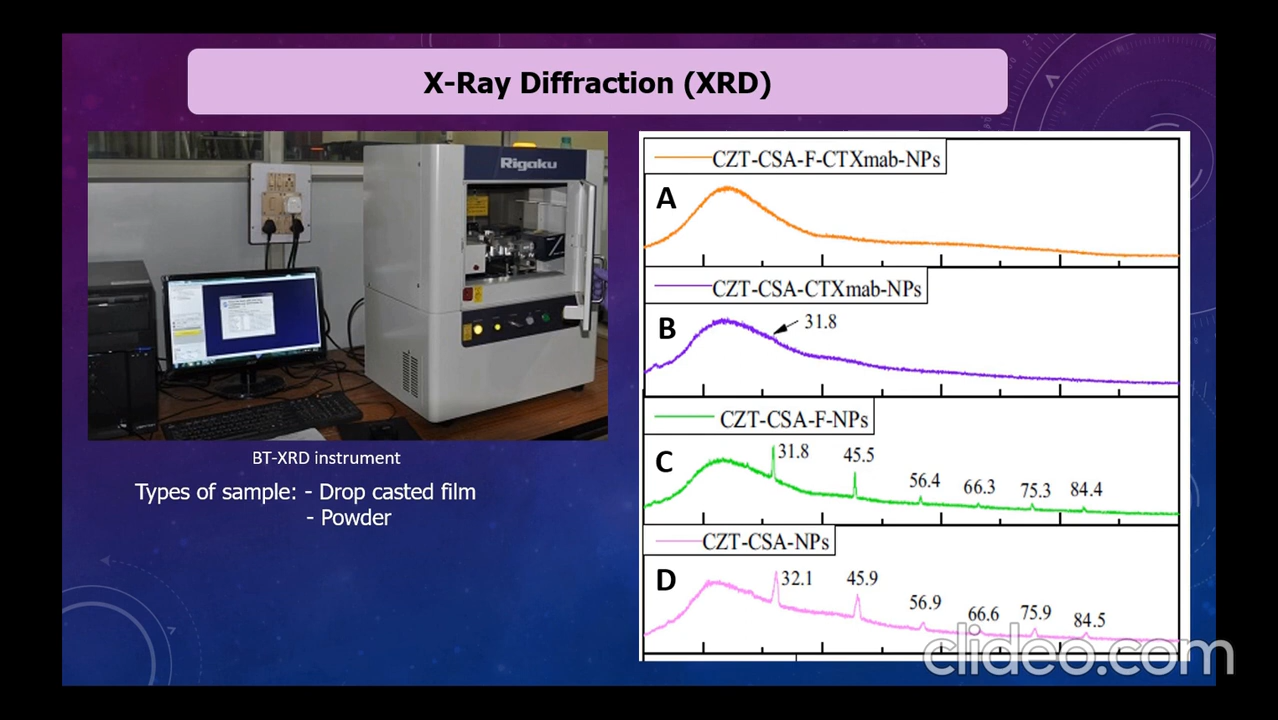 X-Ray Diffraction (XRD)
Rigaku
BT-XRD instrument
Types of sample: - Drop casted film
- Powder
CZT-CSA-F-CTXmab-NPs
A
CZT-CSA-CTXmab-NPs
B
31.8
CZT-CSA-F-NPs
C
31.8
45.5
56.4
66.3
75.3
84.4
CZT-CSA-NPs
D
32.1
45.9
56.9
66.6
75.9
84.5
clideo.com